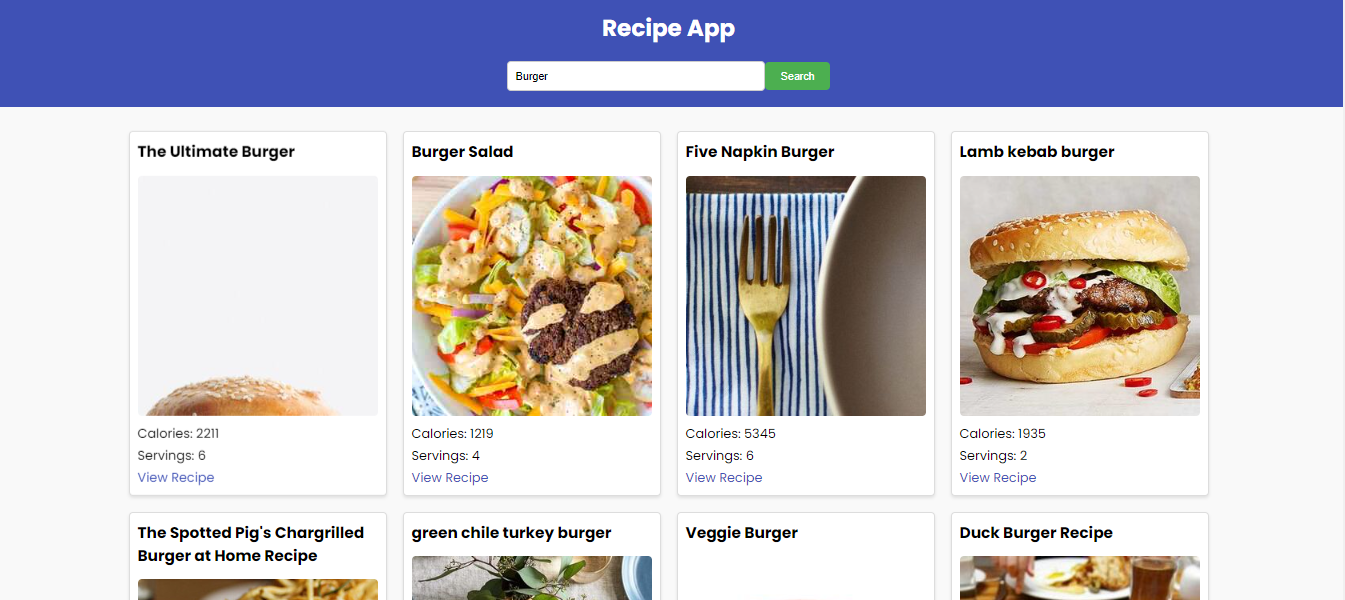 Recipe App
Burger
Search
The Ultimate Burger
Calories: 2211
Servings: 6
View Recipe
Burger Salad
Calories: 1219
Servings: 4
View Recipe
Five Napkin Burger
Calories: 5345
Servings: 6
View Recipe
Lamb kebab burger
Calories: 1935
Servings: 2
View Recipe
The Spotted Pig's Chargrilled
Burger at Home Recipe
green chile turkey burger
Veggie Burger
Duck Burger Recipe